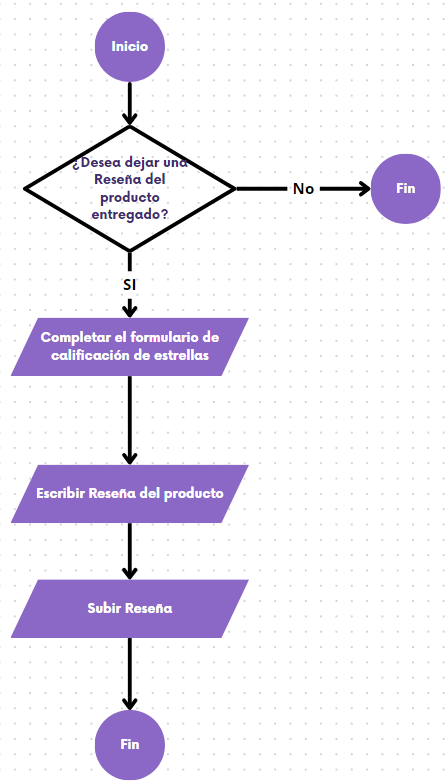 Inicio
¿Desea dejar una
Reseña del
producto
entregado?
No
Fin
SI
Completar el formulario de
calificación de estrellas
Escribir Reseña del producto
Subir Reseña
Fin